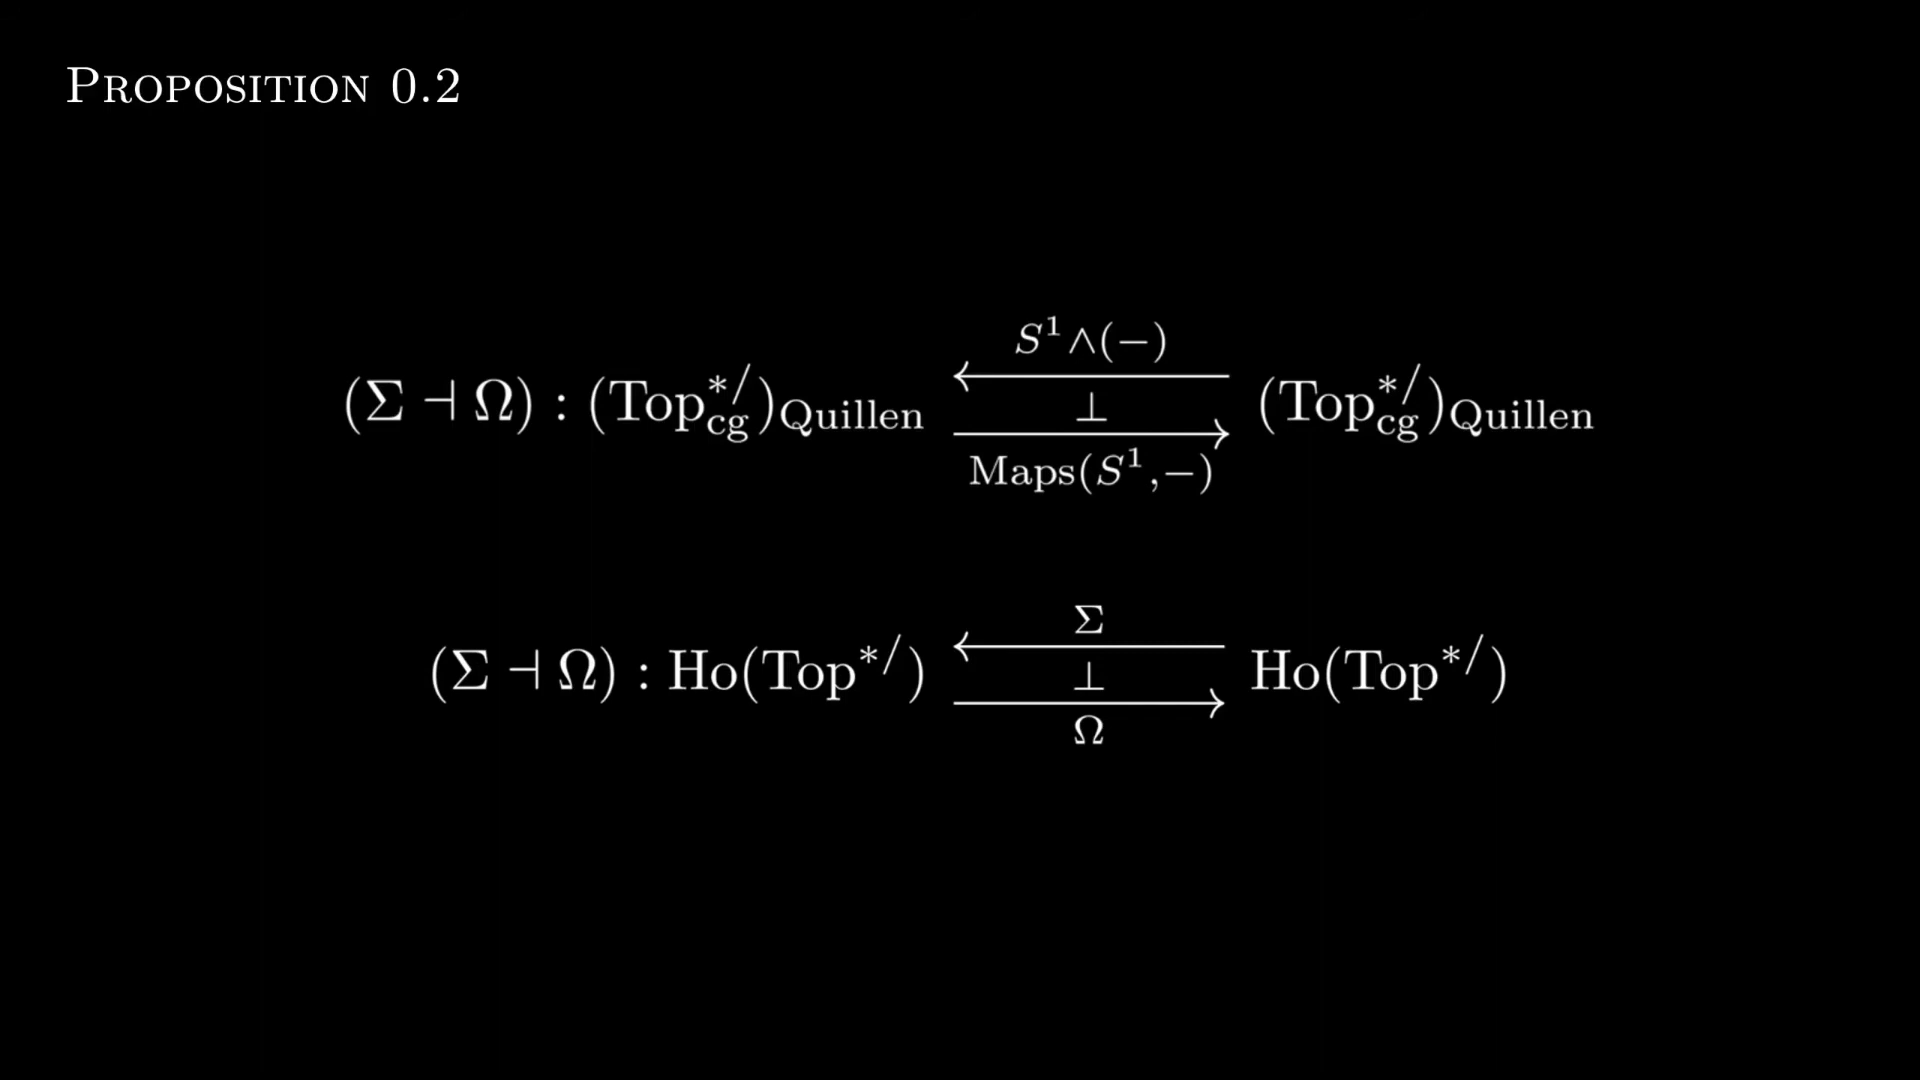 PROPOSITION 0.2
S¹∧(−)
(Σ ⊣ Ω) : (Top_cg^{*/})_Quillen ⟵ ⊥ ⟶ (Top_cg^{*/})_Quillen
Maps(S¹,−)
Σ
(Σ ⊣ Ω) : Ho(Top^{*/}) ⟵ ⊥ ⟶ Ho(Top^{*/})
Ω